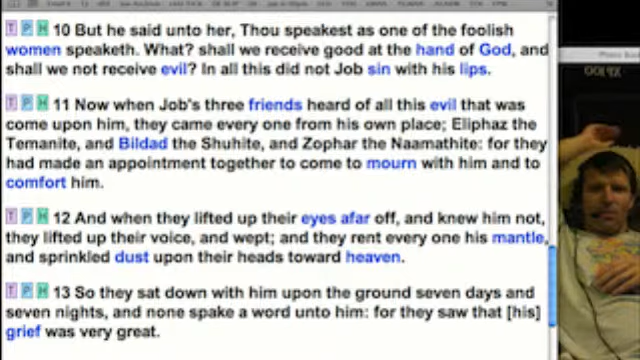 T P H 10 But he said unto her, Thou speakest as one of the foolish
women speaketh. What? shall we receive good at the hand of God, and
shall we not receive evil? In all this did not Job sin with his lips.
T P H 11 Now when Job's three friends heard of all this evil that was
come upon him, they came every one from his own place; Eliphaz the
Temanite, and Bildad the Shuhite, and Zophar the Naamathite: for they
had made an appointment together to come to mourn with him and to
comfort him.
T P H 12 And when they lifted up their eyes afar off, and knew him not,
they lifted up their voice, and wept; and they rent every one his mantle,
and sprinkled dust upon their heads toward heaven.
T P H 13 So they sat down with him upon the ground seven days and
seven nights, and none spake a word unto him: for they saw that [his]
grief was very great.